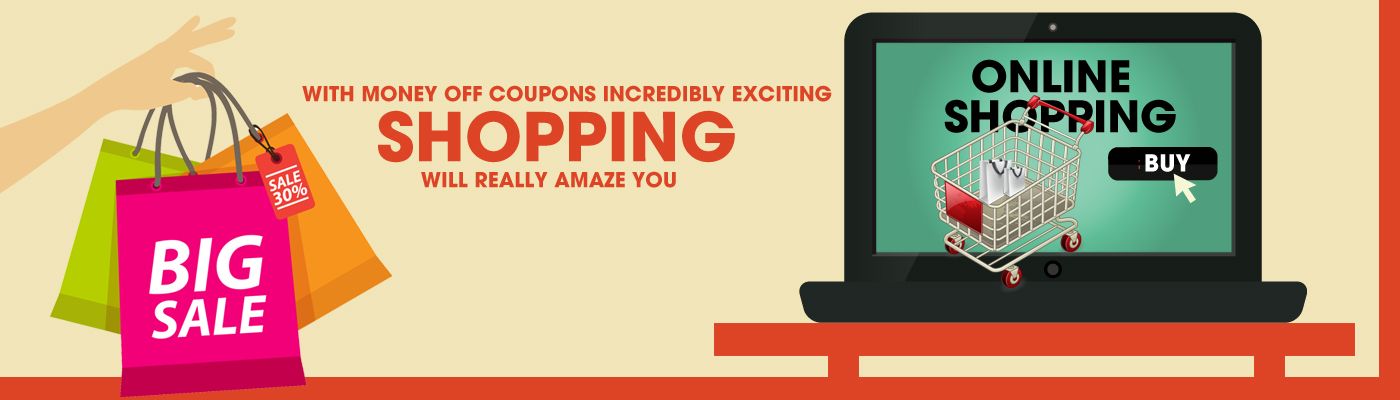 WITH MONEY OFF COUPONS INCREDIBLY EXCITING
SHOPPING
WILL REALLY AMAZE YOU
SALE
30%
BIG
SALE
ONLINE
SHOPPING
BUY